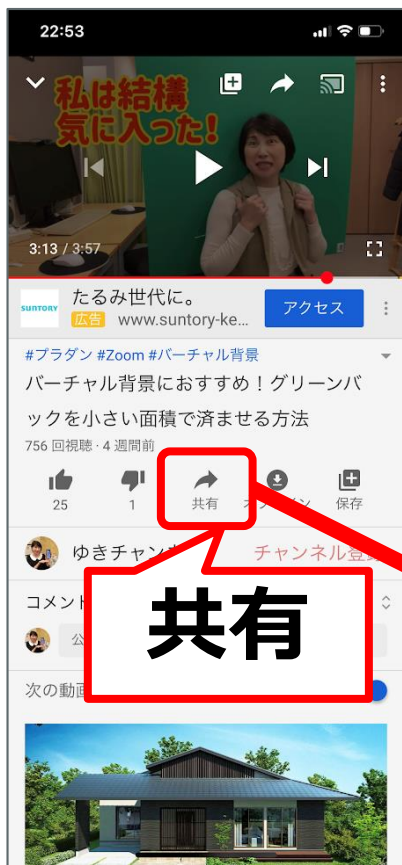 22:53
私は結構
気に入った!
3:13 / 3:57
SUNTORY
たるみ世代に。
広告 www.suntory-ke...
アクセス
#プラダン #Zoom #バーチャル背景
バーチャル背景におすすめ！グリーンバ
ックを小さい面積で済ませる方法
756 回視聴・4 週間前
25
1
共有
保存
ゆきチャン
チャンネル登
コメント
共有
公
次の動画